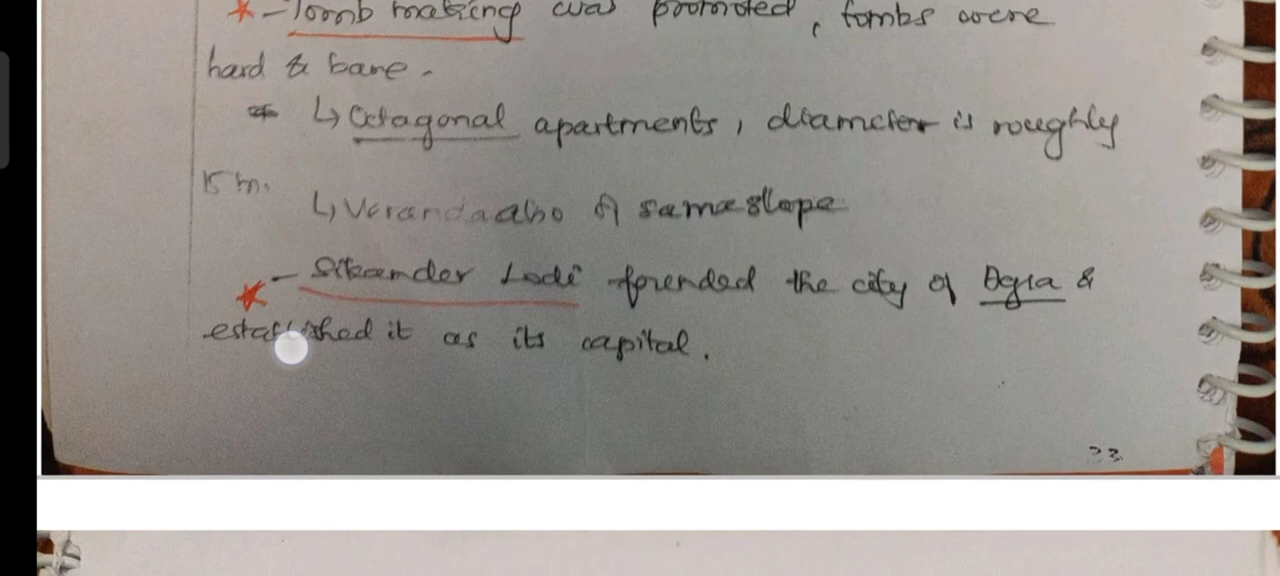 * - Tomb making was promoted, tombs were
hard & bare.
* ↳ Octagonal apartments, diameter is roughly
15 m.
↳ Veranda also of same slope
* - Sikander Lodi founded the city of Agra &
established it as its capital.
33